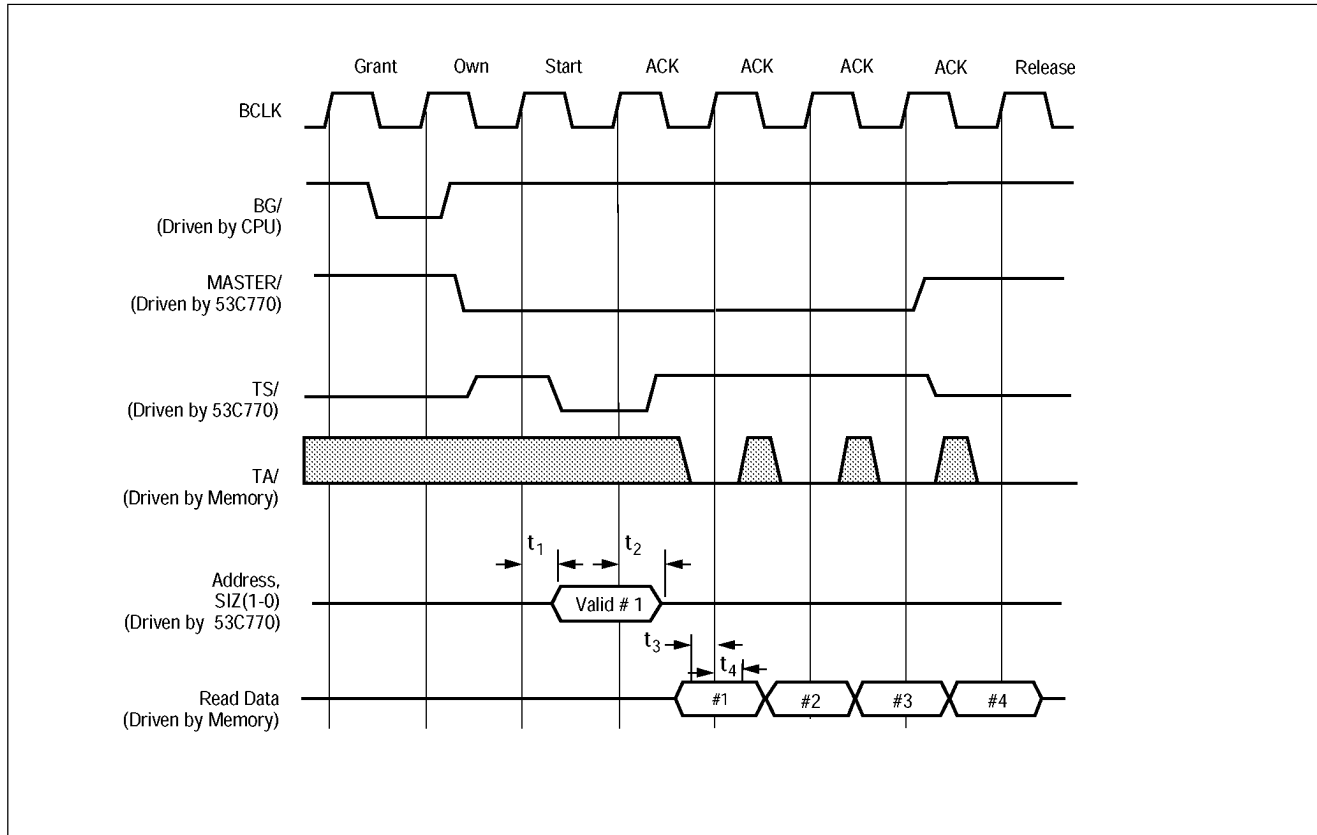 Grant Own Start ACK ACK ACK ACK Release
BCLK
BG/
(Driven by CPU)
MASTER/
(Driven by 53C770)
TS/
(Driven by 53C770)
TA/
(Driven by Memory)
t1 t2
Address,
SIZ(1-0)
(Driven by 53C770)
Valid # 1
t3
t4
Read Data
(Driven by Memory)
#1 #2 #3 #4